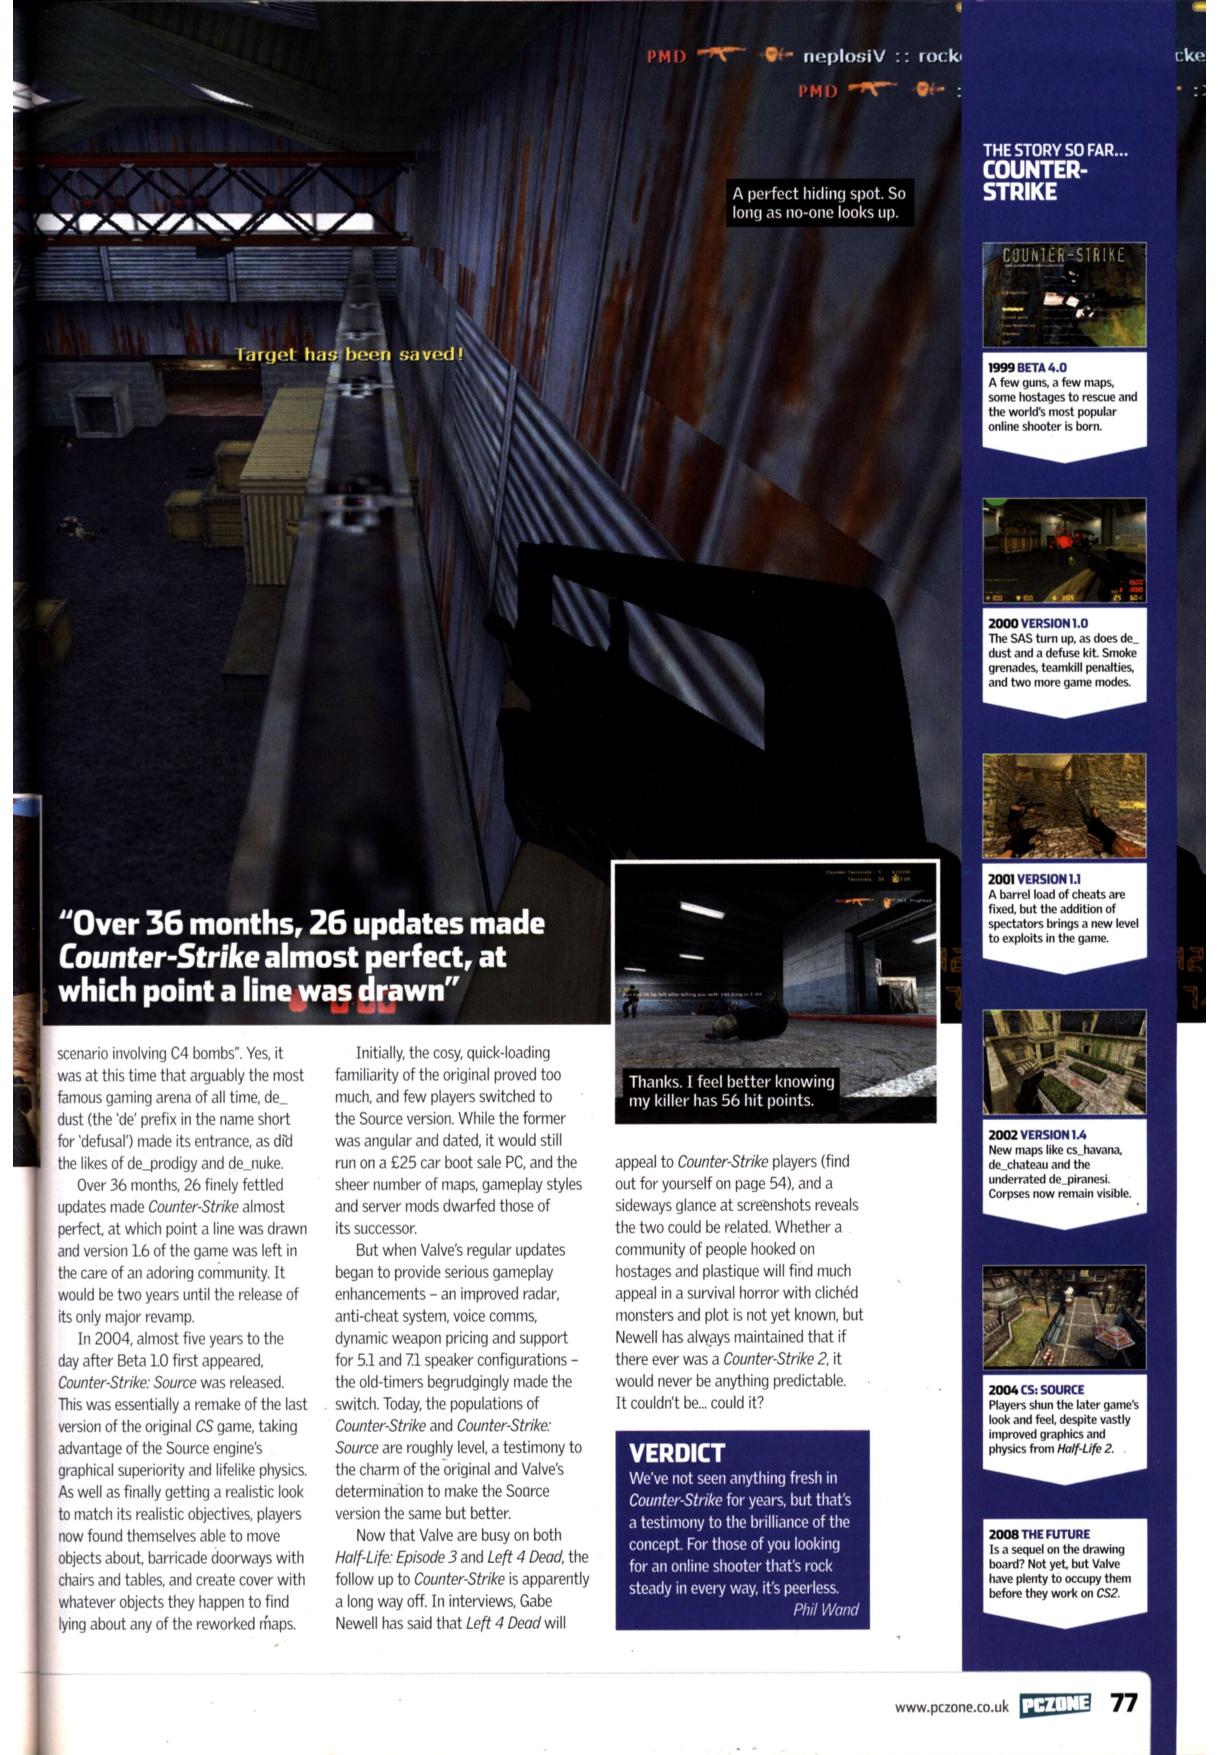 PMD neplosiV :: rock
PMD :
cke
A perfect hiding spot. So
long as no-one looks up.
Target has been saved!
“Over 36 months, 26 updates made
Counter-Strike almost perfect, at
which point a line was drawn”
scenario involving C4 bombs”. Yes, it
was at this time that arguably the most
famous gaming arena of all time, de_
dust (the ‘de’ prefix in the name short
for ‘defusal’) made its entrance, as did
the likes of de_prodigy and de_nuke.
Over 36 months, 26 finely fettled
updates made Counter-Strike almost
perfect, at which point a line was drawn
and version 1.6 of the game was left in
the care of an adoring community. It
would be two years until the release of
its only major revamp.
In 2004, almost five years to the
day after Beta 1.0 first appeared,
Counter-Strike: Source was released.
This was essentially a remake of the last
version of the original CS game, taking
advantage of the Source engine’s
graphical superiority and lifelike physics.
As well as finally getting a realistic look
to match its realistic objectives, players
now found themselves able to move
objects about, barricade doorways with
chairs and tables, and create cover with
whatever objects they happen to find
lying about any of the reworked maps.
Initially, the cosy, quick-loading
familiarity of the original proved too
much, and few players switched to
the Source version. While the former
was angular and dated, it would still
run on a £25 car boot sale PC, and the
sheer number of maps, gameplay styles
and server mods dwarfed those of
its successor.
But when Valve’s regular updates
began to provide serious gameplay
enhancements – an improved radar,
anti-cheat system, voice comms,
dynamic weapon pricing and support
for 5.1 and 7.1 speaker configurations –
the old-timers begrudgingly made the
switch. Today, the populations of
Counter-Strike and Counter-Strike:
Source are roughly level, a testimony to
the charm of the original and Valve’s
determination to make the Source
version the same but better.
Now that Valve are busy on both
Half-Life: Episode 3 and Left 4 Dead, the
follow up to Counter-Strike is apparently
a long way off. In interviews, Gabe
Newell has said that Left 4 Dead will
Thanks. I feel better knowing
my killer has 56 hit points.
appeal to Counter-Strike players (find
out for yourself on page 54), and a
sideways glance at screenshots reveals
the two could be related. Whether a
community of people hooked on
hostages and plastique will find much
appeal in a survival horror with clichéd
monsters and plot is not yet known, but
Newell has always maintained that if
there ever was a Counter-Strike 2, it
would never be anything predictable.
It couldn’t be... could it?
VERDICT
We’ve not seen anything fresh in
Counter-Strike for years, but that’s
a testimony to the brilliance of the
concept. For those of you looking
for an online shooter that’s rock
steady in every way, it’s peerless.
Phil Wand
THE STORY SO FAR...
COUNTER-
STRIKE
COUNTER-STRIKE
1999 BETA 4.0
A few guns, a few maps,
some hostages to rescue and
the world’s most popular
online shooter is born.
2000 VERSION 1.0
The SAS turn up, as does de_
dust and a defuse kit. Smoke
grenades, teamkill penalties,
and two more game modes.
2001 VERSION 1.1
A barrel load of cheats are
fixed, but the addition of
spectators brings a new level
to exploits in the game.
2002 VERSION 1.4
New maps like cs_havana,
de_chateau and the
underrated de_piranesi.
Corpses now remain visible.
2004 CS: SOURCE
Players shun the later game’s
look and feel, despite vastly
improved graphics and
physics from Half-Life 2.
2008 THE FUTURE
Is a sequel on the drawing
board? Not yet, but Valve
have plenty to occupy them
before they work on CS2.
www.pczone.co.uk PCZONE 77